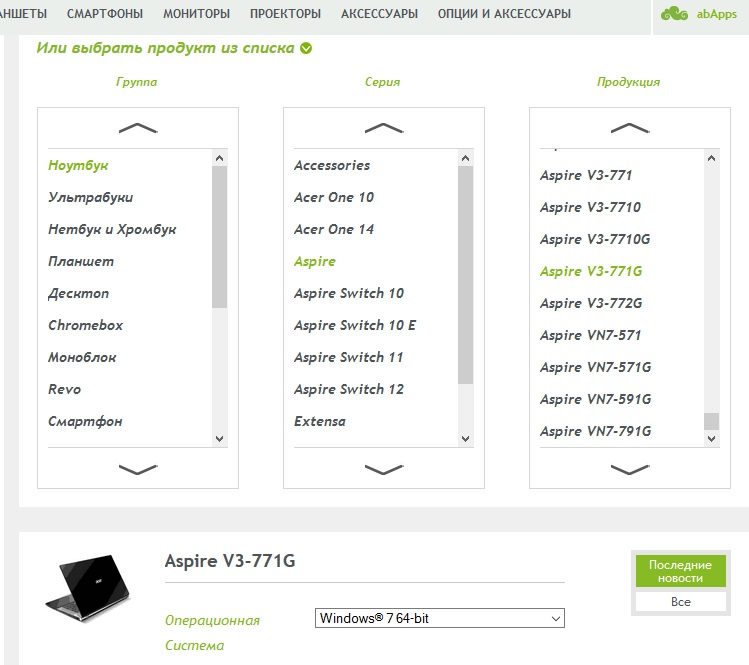 АНШЕТЫ СМАРТФОНЫ МОНИТОРЫ ПРОЕКТОРЫ АКСЕССУАРЫ ОПЦИИ И АКСЕССУАРЫ abApps
Или выбрать продукт из списка
Группа
Ноутбук
Ультрабуки
Нетбук и Хромбук
Планшет
Десктоп
Chromebox
Моноблок
Revo
Смартфон
Серия
Accessories
Acer One 10
Acer One 14
Aspire
Aspire Switch 10
Aspire Switch 10 E
Aspire Switch 11
Aspire Switch 12
Extensa
Продукция
Aspire V3-771
Aspire V3-7710
Aspire V3-7710G
Aspire V3-771G
Aspire V3-772G
Aspire VN7-571
Aspire VN7-571G
Aspire VN7-591G
Aspire VN7-791G
acer
Aspire V3-771G
Операционная
Система
Windows® 7 64-bit
Последние
новости
Все